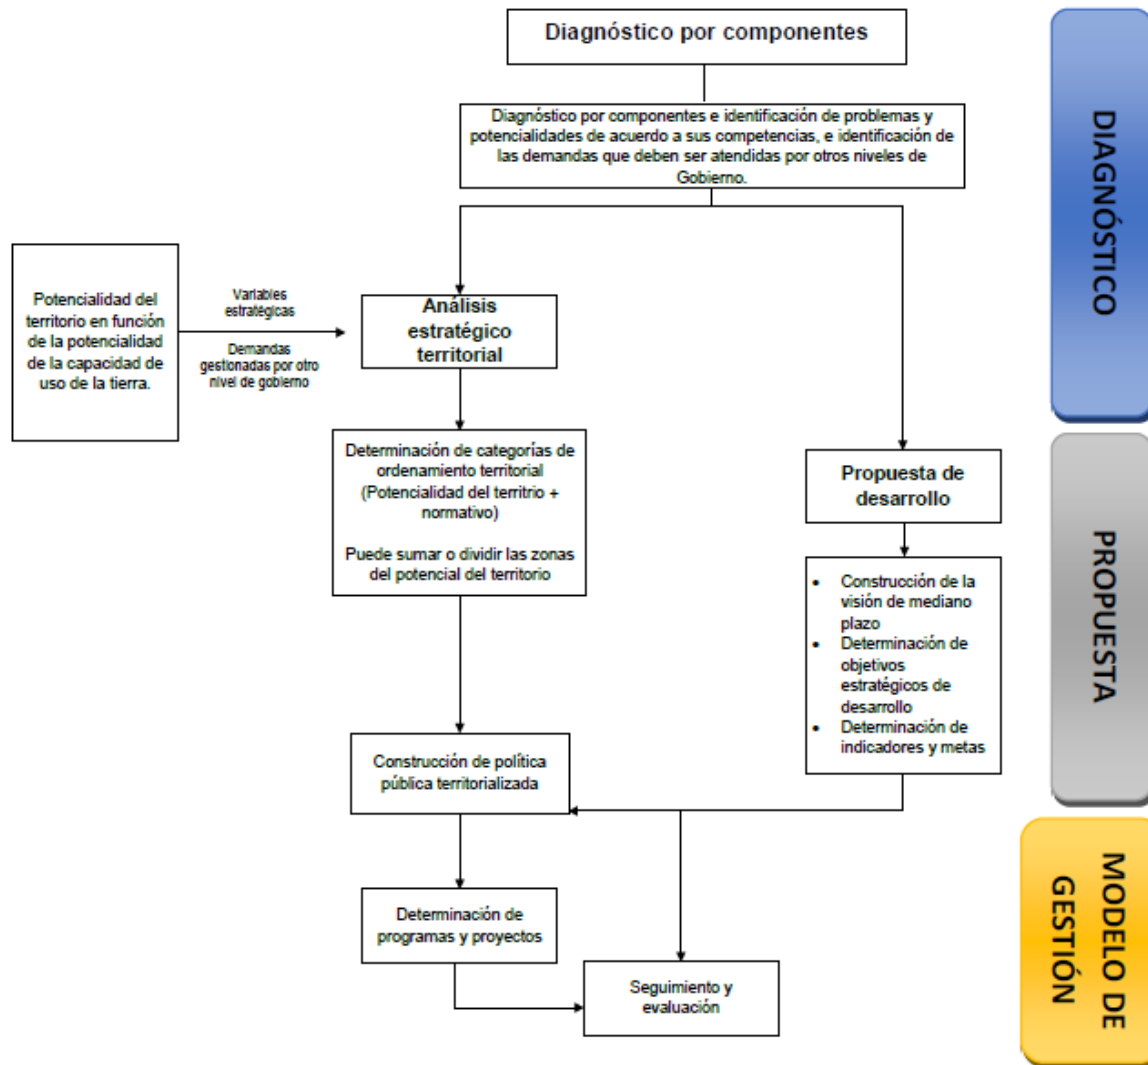 Diagnóstico por componentes
Diagnóstico por componentes e identificación de problemas y
potencialidades de acuerdo a sus competencias, e identificación de
las demandas que deben ser atendidas por otros niveles de
Gobierno.
Potencialidad del
territorio en función
de la potencialidad
de la capacidad de
uso de la tierra.
Variables
estratégicas
Demandas
gestionadas por otro
nivel de gobierno
Análisis
estratégico
territorial
Determinación de categorías de
ordenamiento territorial
(Potencialidad del territrio +
normativo)
Puede sumar o dividir las zonas
del potencial del territorio
Propuesta de
desarrollo
• Construcción de la
visión de mediano
plazo
• Determinación de
objetivos
estratégicos de
desarrollo
• Determinación de
indicadores y metas
Construcción de política
pública territorializada
Determinación de
programas y proyectos
Seguimiento y
evaluación
DIAGNÓSTICO
PROPUESTA
MODELO DE
GESTIÓN